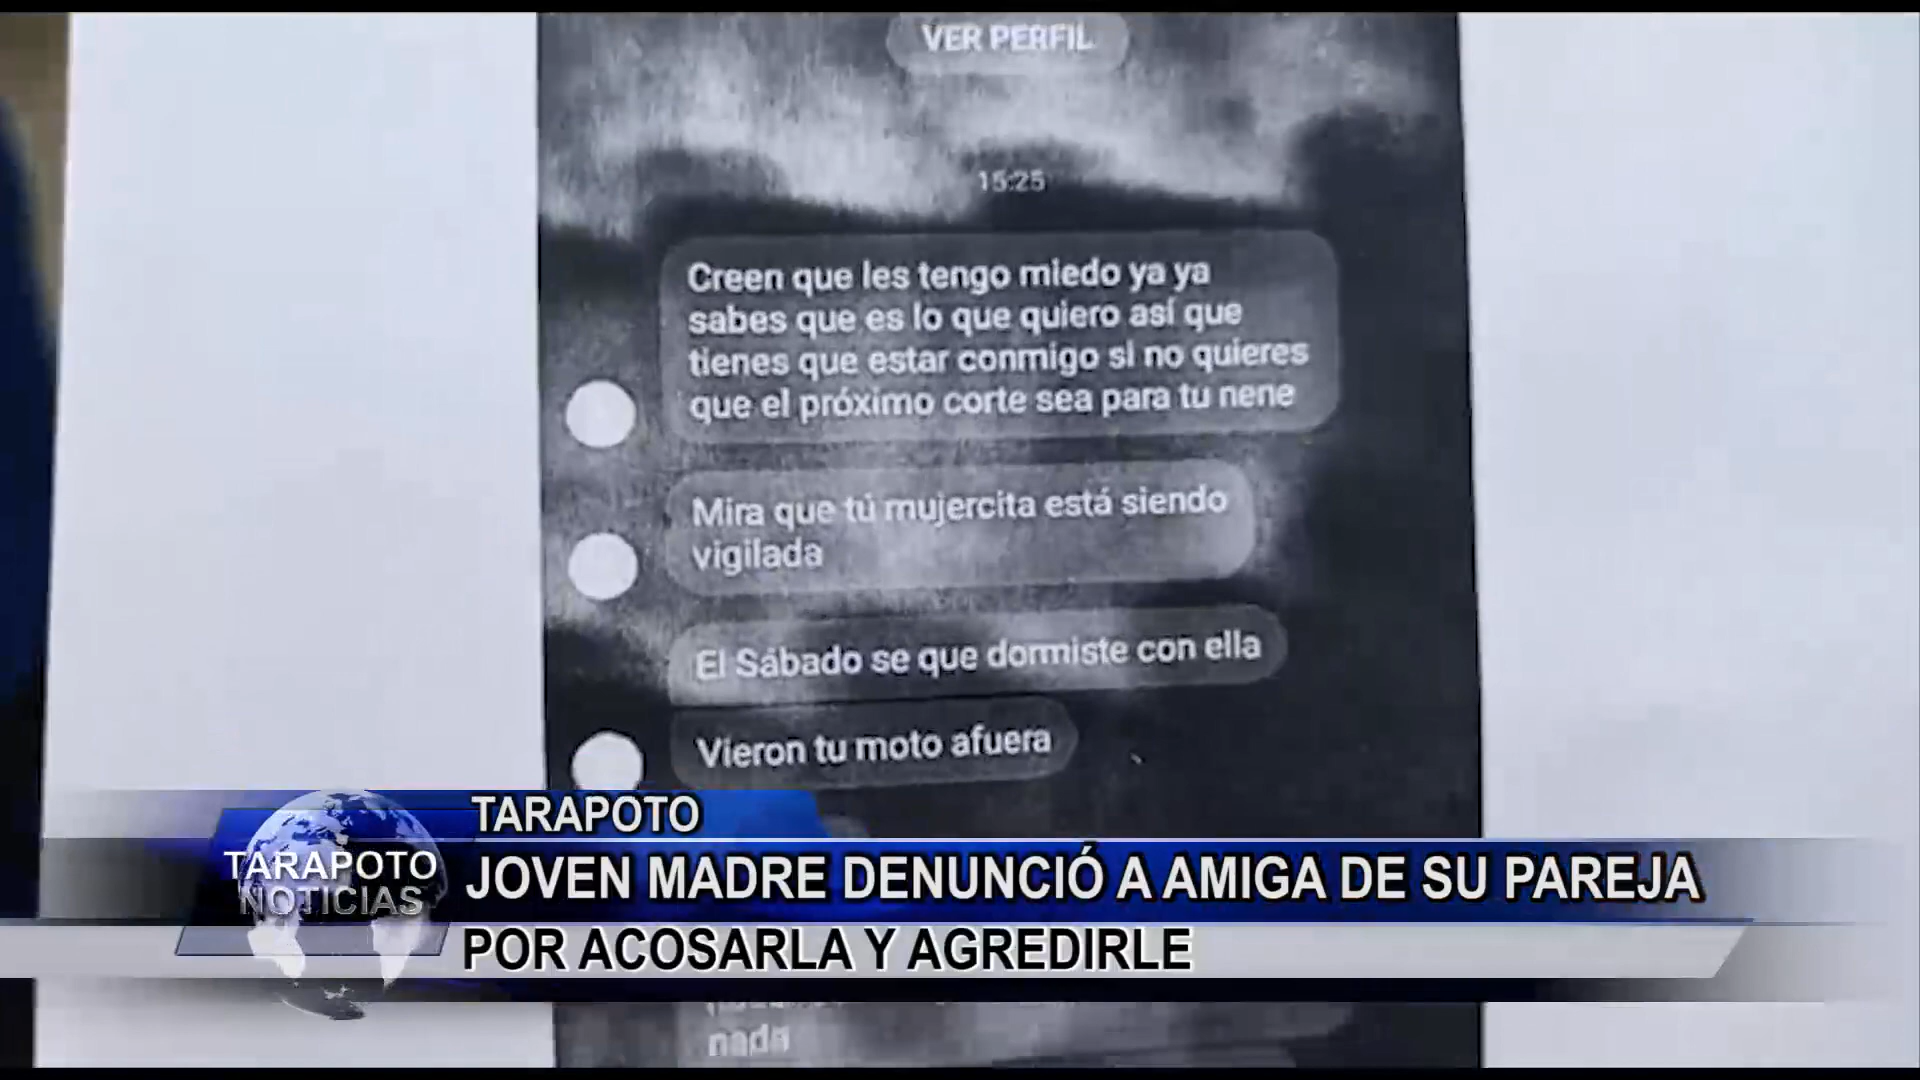 VER PERFIL
15:25
Creen que les tengo miedo ya ya
sabes que es lo que quiero así que
tienes que estar conmigo si no quieres
que el próximo corte sea para tu nene
Mira que tú mujercita está siendo
vigilada
El Sábado se que dormiste con ella
Vieron tu moto afuera
TARAPOTO
TARAPOTO
NOTICIAS
JOVEN MADRE DENUNCIÓ A AMIGA DE SU PAREJA
POR ACOSARLA Y AGREDIRLE
nada